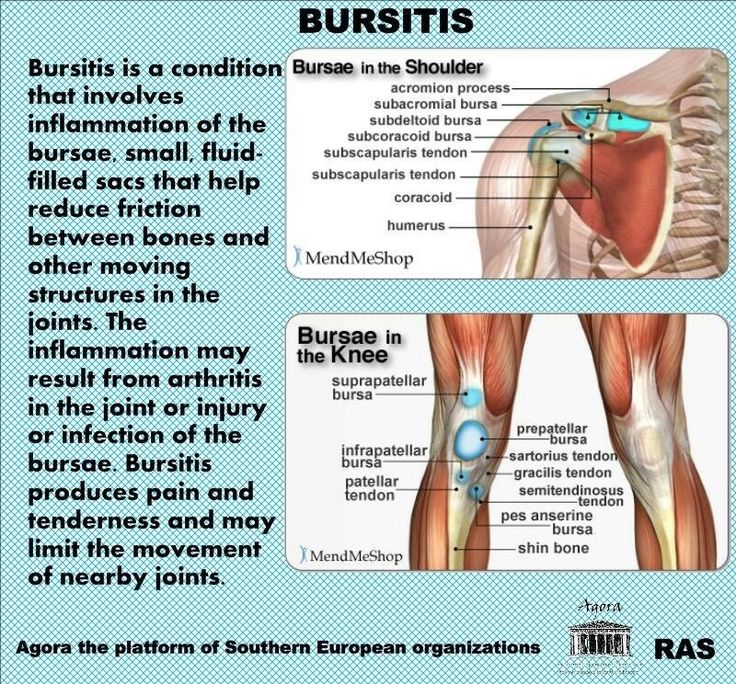 BURSITIS
Bursitis is a condition
that involves
inflammation of the
bursae, small, fluid-
filled sacs that help
reduce friction
between bones and
other moving
structures in the
joints. The
inflammation may
result from arthritis
in the joint or injury
or infection of the
bursae. Bursitis
produces pain and
tenderness and may
limit the movement
of nearby joints.
Bursae in the Shoulder
acromion process
subacromial bursa
subdeltoid bursa
subcoracoid bursa
subscapularis tendon
subscapularis tendon
coracoid
humerus
MendMeShop
Bursae in
the Knee
suprapatellar
bursa
infrapatellar
bursa
patellar
tendon
prepatellar
bursa
sartorius tendon
gracilis tendon
semitendinosus
tendon
pes anserine
bursa
shin bone
MendMeShop
Agora
Agora the platform of Southern European organizations
RAS